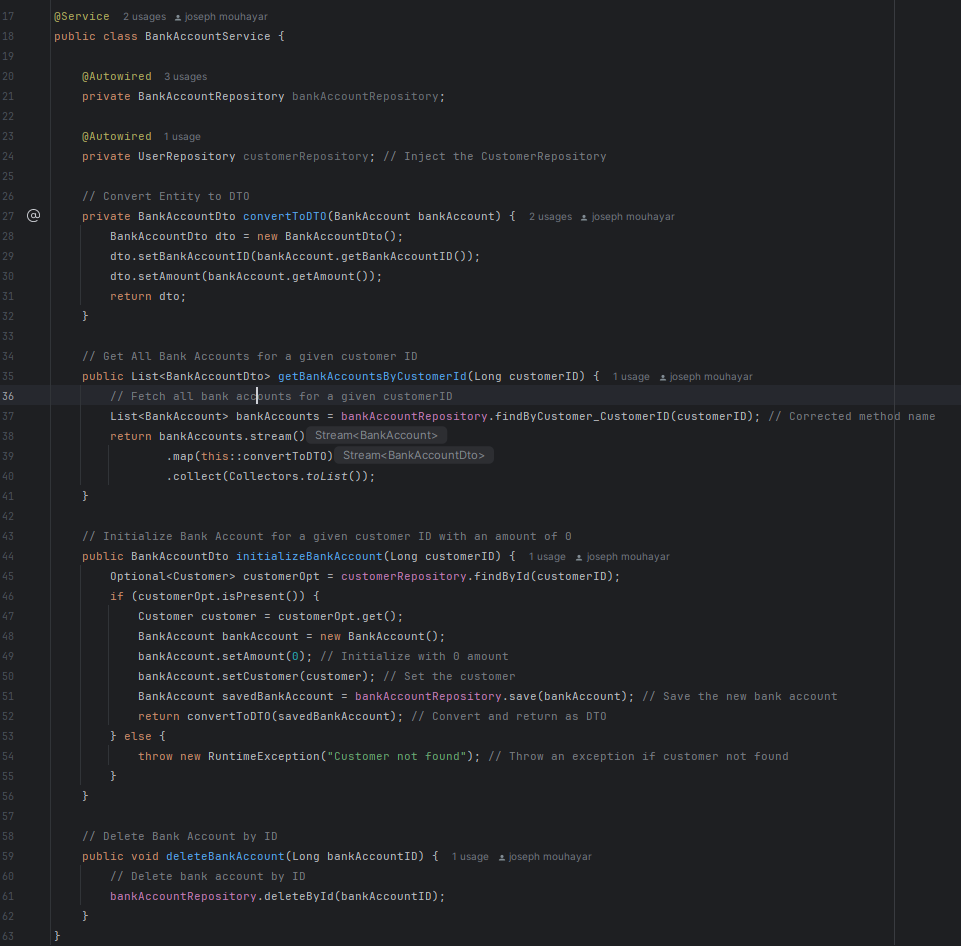 17 @Service 2 usages joseph mouhayar
18 public class BankAccountService {
19
20 @Autowired 3 usages
21 private BankAccountRepository bankAccountRepository;
22
23 @Autowired 1 usage
24 private UserRepository customerRepository; // Inject the CustomerRepository
25
26 // Convert Entity to DTO
27 @ private BankAccountDto convertToDTO(BankAccount bankAccount) { 2 usages joseph mouhayar
28 BankAccountDto dto = new BankAccountDto();
29 dto.setBankAccountID(bankAccount.getBankAccountID());
30 dto.setAmount(bankAccount.getAmount());
31 return dto;
32 }
33
34 // Get All Bank Accounts for a given customer ID
35 public List<BankAccountDto> getBankAccountsByCustomerId(Long customerID) { 1 usage joseph mouhayar
36 // Fetch all bank accounts for a given customerID
37 List<BankAccount> bankAccounts = bankAccountRepository.findByCustomer_CustomerID(customerID); // Corrected method name
38 return bankAccounts.stream() Stream<BankAccount>
39 .map(this::convertToDTO) Stream<BankAccountDto>
40 .collect(Collectors.toList());
41 }
42
43 // Initialize Bank Account for a given customer ID with an amount of 0
44 public BankAccountDto initializeBankAccount(Long customerID) { 1 usage joseph mouhayar
45 Optional<Customer> customerOpt = customerRepository.findById(customerID);
46 if (customerOpt.isPresent()) {
47 Customer customer = customerOpt.get();
48 BankAccount bankAccount = new BankAccount();
49 bankAccount.setAmount(0); // Initialize with 0 amount
50 bankAccount.setCustomer(customer); // Set the customer
51 BankAccount savedBankAccount = bankAccountRepository.save(bankAccount); // Save the new bank account
52 return convertToDTO(savedBankAccount); // Convert and return as DTO
53 } else {
54 throw new RuntimeException("Customer not found"); // Throw an exception if customer not found
55 }
56 }
57
58 // Delete Bank Account by ID
59 public void deleteBankAccount(Long bankAccountID) { 1 usage joseph mouhayar
60 // Delete bank account by ID
61 bankAccountRepository.deleteById(bankAccountID);
62 }
63 }